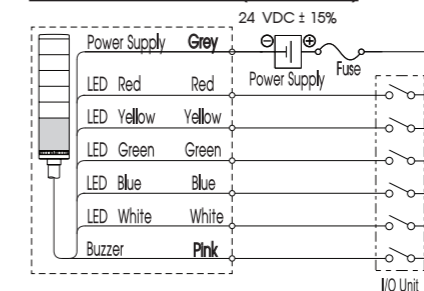 24 VDC ± 15%
Power Supply Grey
Power Supply
Fuse
LED Red Red
LED Yellow Yellow
LED Green Green
LED Blue Blue
LED White White
Buzzer Pink
I/O Unit